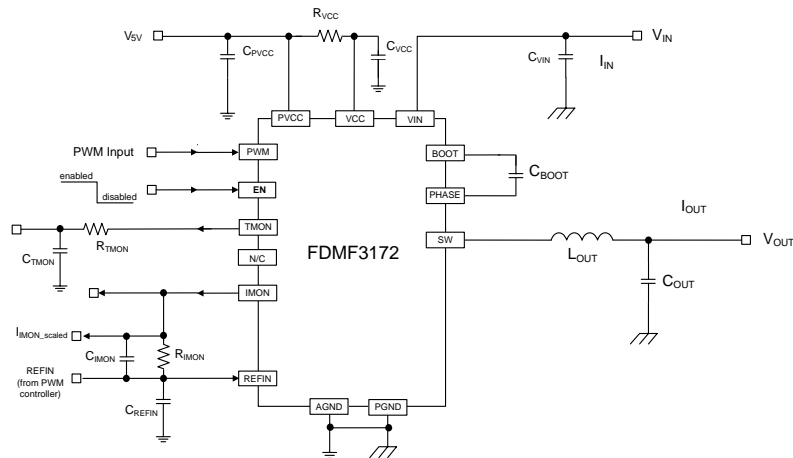 V5V
CPVCC
RVCC
CVCC
CVIN
IIN
VIN
PVCC
VCC
VIN
PWM Input
PWM
BOOT
CBOOT
enabled
disabled
EN
PHASE
TMON
RTMON
CTMON
N/C
FDMF3172
SW
LOUT
IOUT
VOUT
COUT
IMON
IIMON_scaled
CIMON
RIMON
REFIN
(from PWM
controller)
REFIN
CREFIN
AGND
PGND